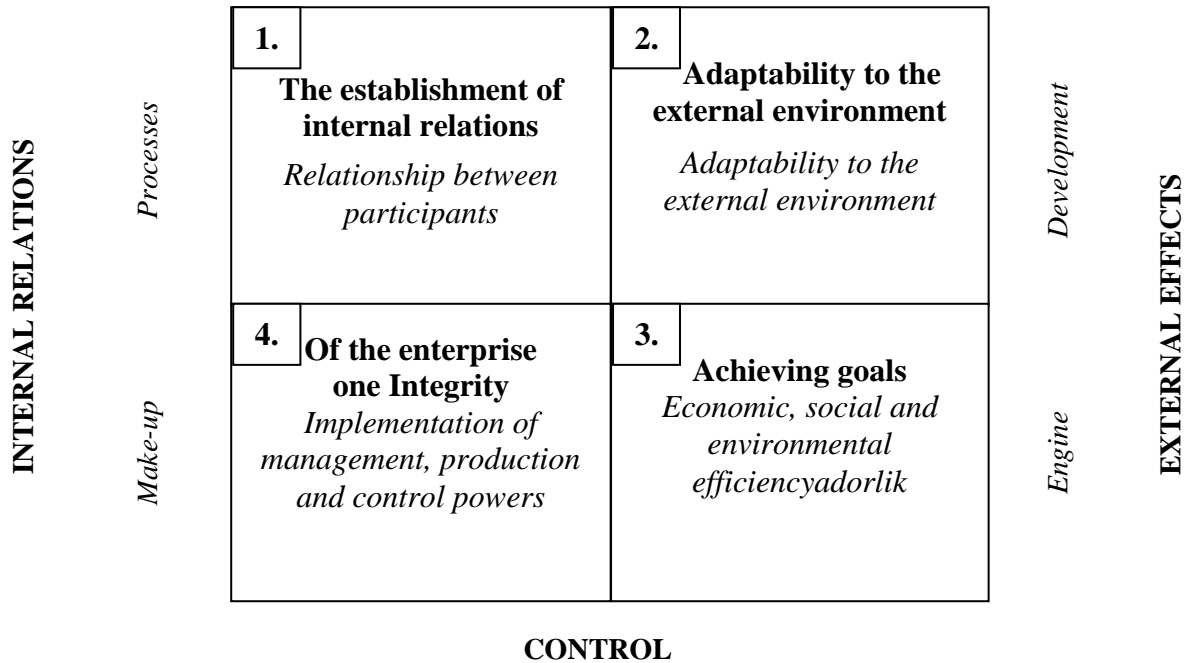 INTERNAL RELATIONS
Processes
Make-up
1.
The establishment of
internal relations
Relationship between
participants
2.
Adaptability to the
external environment
Adaptability to the
external environment
4.
Of the enterprise
one Integrity
Implementation of
management, production
and control powers
3.
Achieving goals
Economic, social and
environmental
efficiencyadorlik
Development
Engine
EXTERNAL EFFECTS
CONTROL